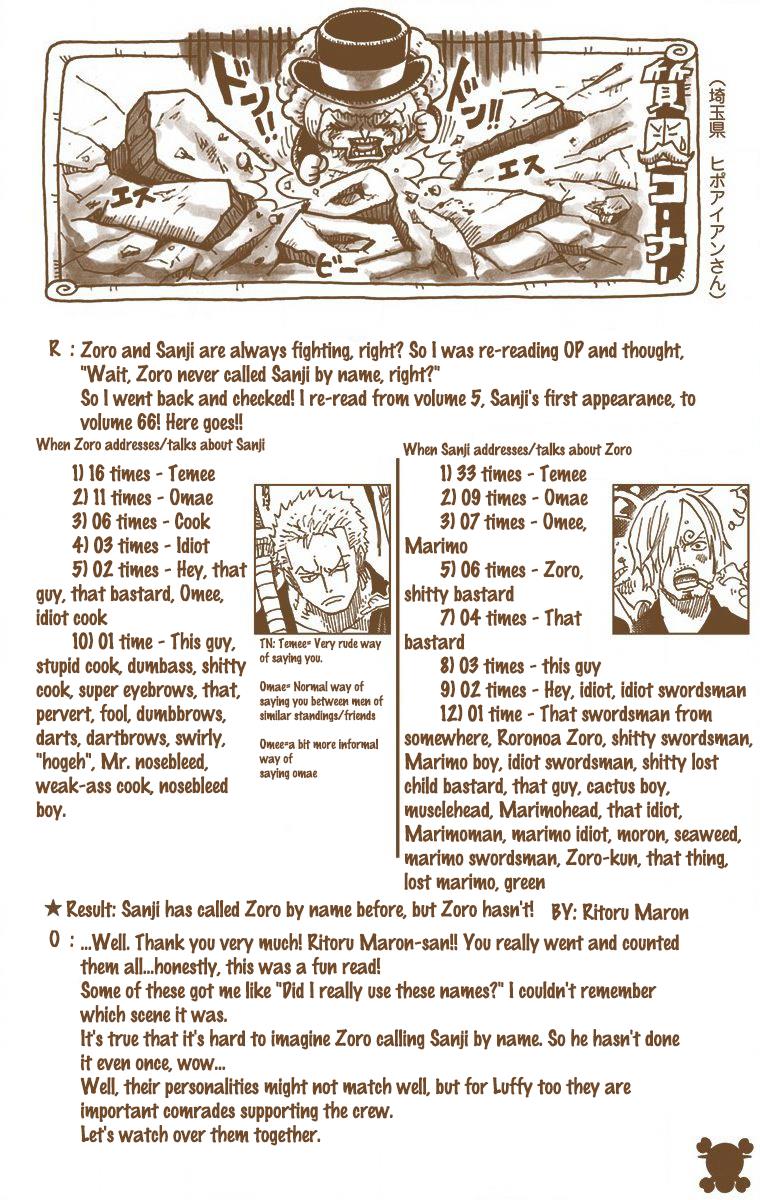 ドン!!
ドン!!
エス
エス
ビー
質問コーナー
(埼玉県 ヒポアイアンさん)
R : Zoro and Sanji are always fighting, right? So I was re-reading OP and thought,
"Wait, Zoro never called Sanji by name, right?"
So I went back and checked! I re-read from volume 5, Sanji's first appearance, to
volume 66! Here goes!!
When Zoro addresses/talks about Sanji
1) 16 times - Temee
2) 11 times - Omae
3) 06 times - Cook
4) 03 times - Idiot
5) 02 times - Hey, that
guy, that bastard, Omee,
idiot cook
10) 01 time - This guy,
stupid cook, dumbass, shitty
cook, super eyebrows, that,
pervert, fool, dumbbrows,
darts, dartbrows, swirly,
"hogeh", Mr. nosebleed,
weak-ass cook, nosebleed
boy.
TN: Temee= Very rude way
of saying you.
Omae= Normal way of
saying you between men of
similar standings/friends
Omee=a bit more informal
way of
saying omae
When Sanji addresses/talks about Zoro
1) 33 times - Temee
2) 09 times - Omae
3) 07 times - Omee,
Marimo
5) 06 times - Zoro,
shitty bastard
7) 04 times - That
bastard
8) 03 times - this guy
9) 02 times - Hey, idiot, idiot swordsman
12) 01 time - That swordsman from
somewhere, Roronoa Zoro, shitty swordsman,
Marimo boy, idiot swordsman, shitty lost
child bastard, that guy, cactus boy,
musclehead, Marimohead, that idiot,
Marimoman, marimo idiot, moron, seaweed,
marimo swordsman, Zoro-kun, that thing,
lost marimo, green
★ Result: Sanji has called Zoro by name before, but Zoro hasn't! BY: Ritoru Maron
O : ...Well. Thank you very much! Ritoru Maron-san!! You really went and counted
them all...honestly, this was a fun read!
Some of these got me like "Did I really use these names?" I couldn't remember
which scene it was.
It's true that it's hard to imagine Zoro calling Sanji by name. So he hasn't done
it even once, wow...
Well, their personalities might not match well, but for Luffy too they are
important comrades supporting the crew.
Let's watch over them together.